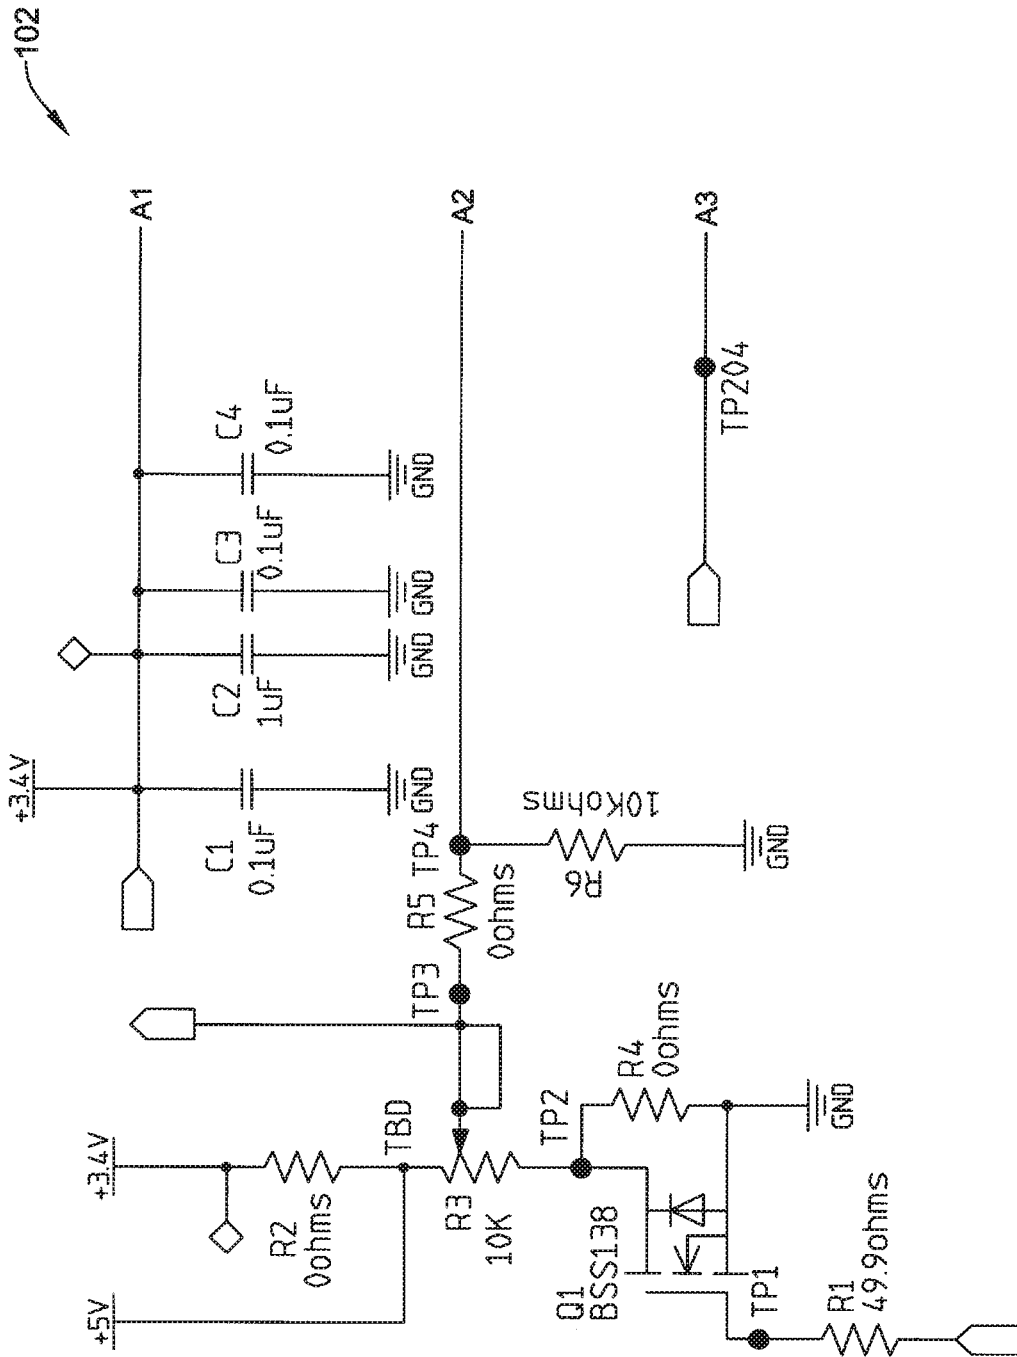 102
A1
A2
A3
+3.4V
C1
0.1uF
GND
C2
1uF
GND
C3
0.1uF
GND
C4
0.1uF
GND
TP204
+5V
+3.4V
R2
0ohms
TBD
R3
10K
TP3
R5
0ohms
TP4
R6
10Kohms
GND
TP2
R4
0ohms
GND
Q1
BSS138
TP1
R1
49.9ohms